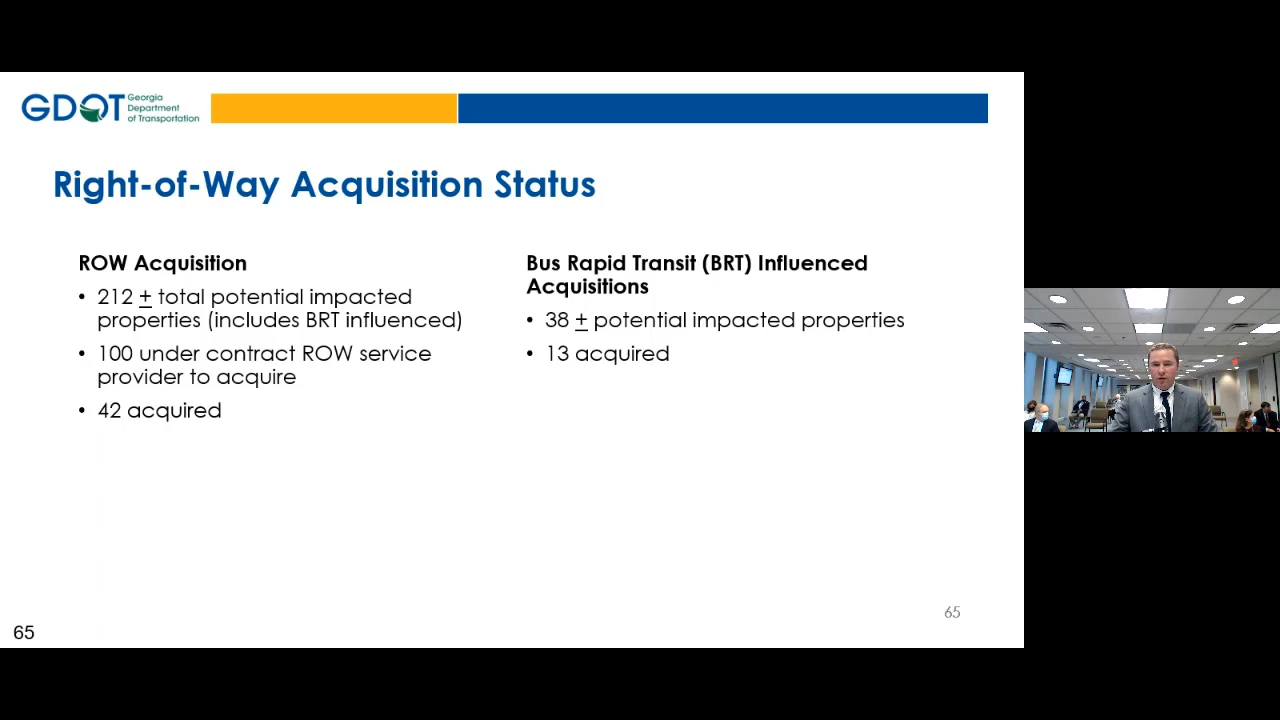 GDOT
Georgia
Department
of Transportation
Right-of-Way Acquisition Status
ROW Acquisition
• 212 ± total potential impacted
properties (includes BRT influenced)
• 100 under contract ROW service
provider to acquire
• 42 acquired
Bus Rapid Transit (BRT) Influenced
Acquisitions
• 38 ± potential impacted properties
• 13 acquired
65
65